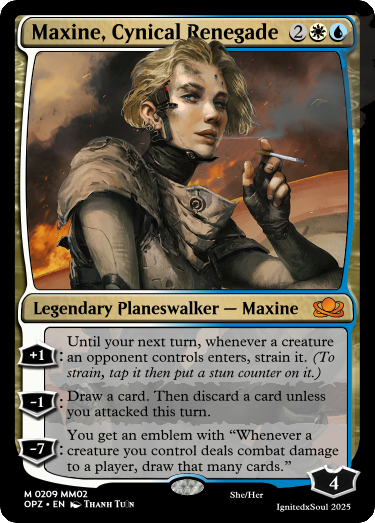 Maxine, Cynical Renegade 2
Legendary Planeswalker — Maxine
+1: Until your next turn, whenever a creature
an opponent controls enters, strain it. (To
strain, tap it then put a stun counter on it.)
-1: Draw a card. Then discard a card unless
you attacked this turn.
-7: You get an emblem with “Whenever a
creature you control deals combat damage
to a player, draw that many cards.”
4
M 0209 MM02
She/Her
OPZ • EN Thanh Tuấn
IgnitedxSoul 2025